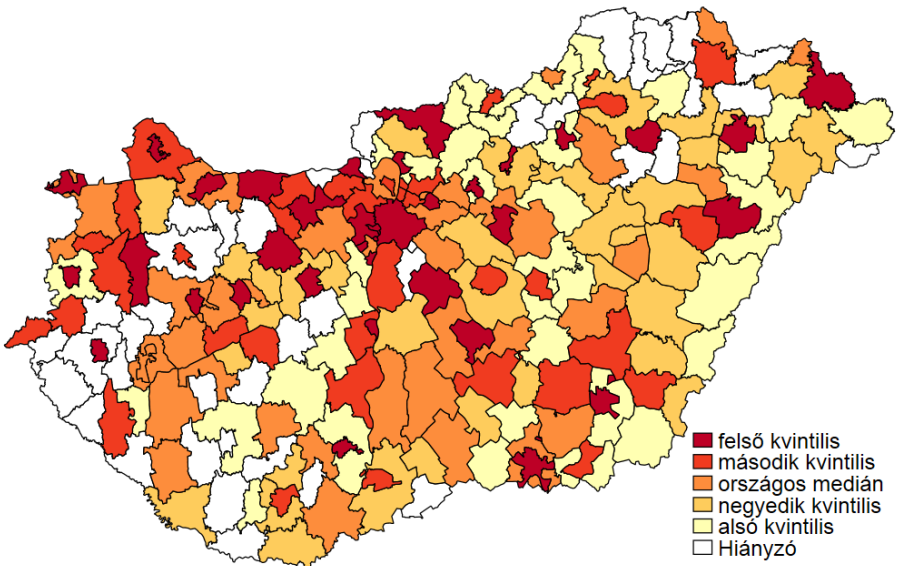 felső kvintilis
második kvintilis
országos medián
negyedik kvintilis
alsó kvintilis
Hiányzó